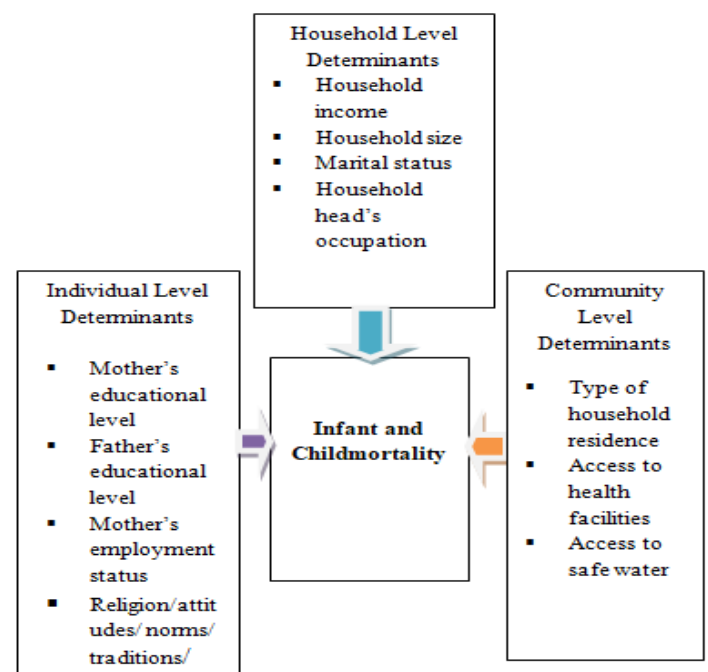 Household Level
Determinants
▪ Household
income
▪ Household size
▪ Marital status
▪ Household
head's
occupation
Individual Level
Determinants
▪ Mother's
educational
level
▪ Father's
educational
level
▪ Mother's
employment
status
▪ Religion/attit
udes/norms/
traditions/
Infant and
Childmortality
Community
Level
Determinants
▪ Type of
household
residence
▪ Access to
health
facilities
▪ Access to
safe water